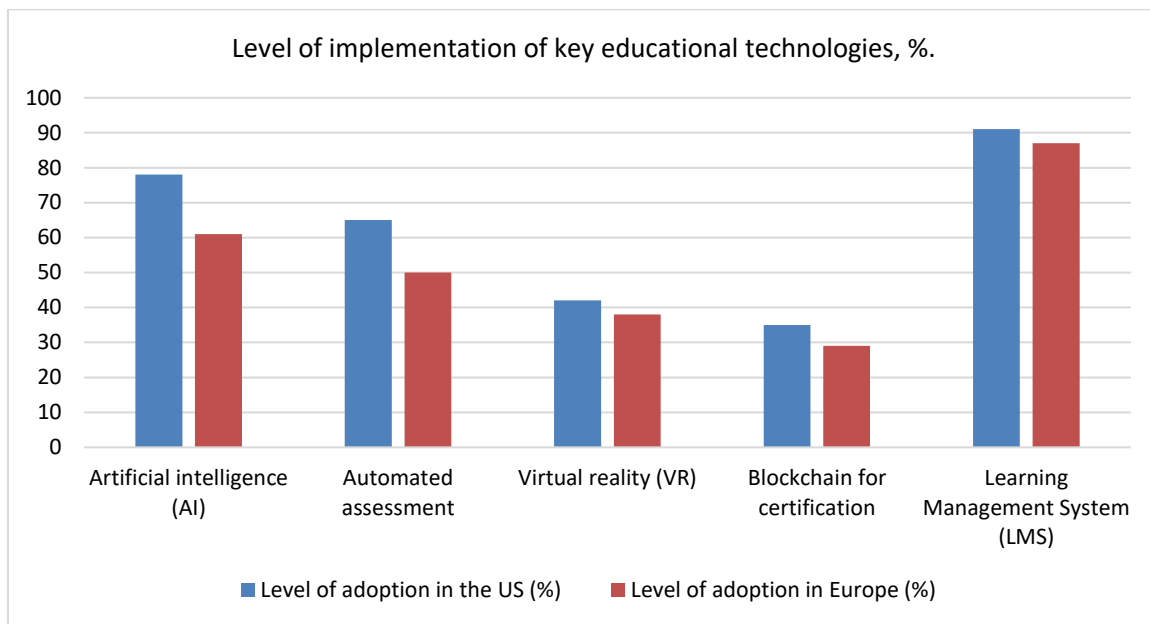 Level of implementation of key educational technologies, %.
100
90
80
70
60
50
40
30
20
10
0
Artificial intelligence
(AI)
Automated
assessment
Virtual reality (VR)
Blockchain for
certification
Learning
Management System
(LMS)
Level of adoption in the US (%)
Level of adoption in Europe (%)